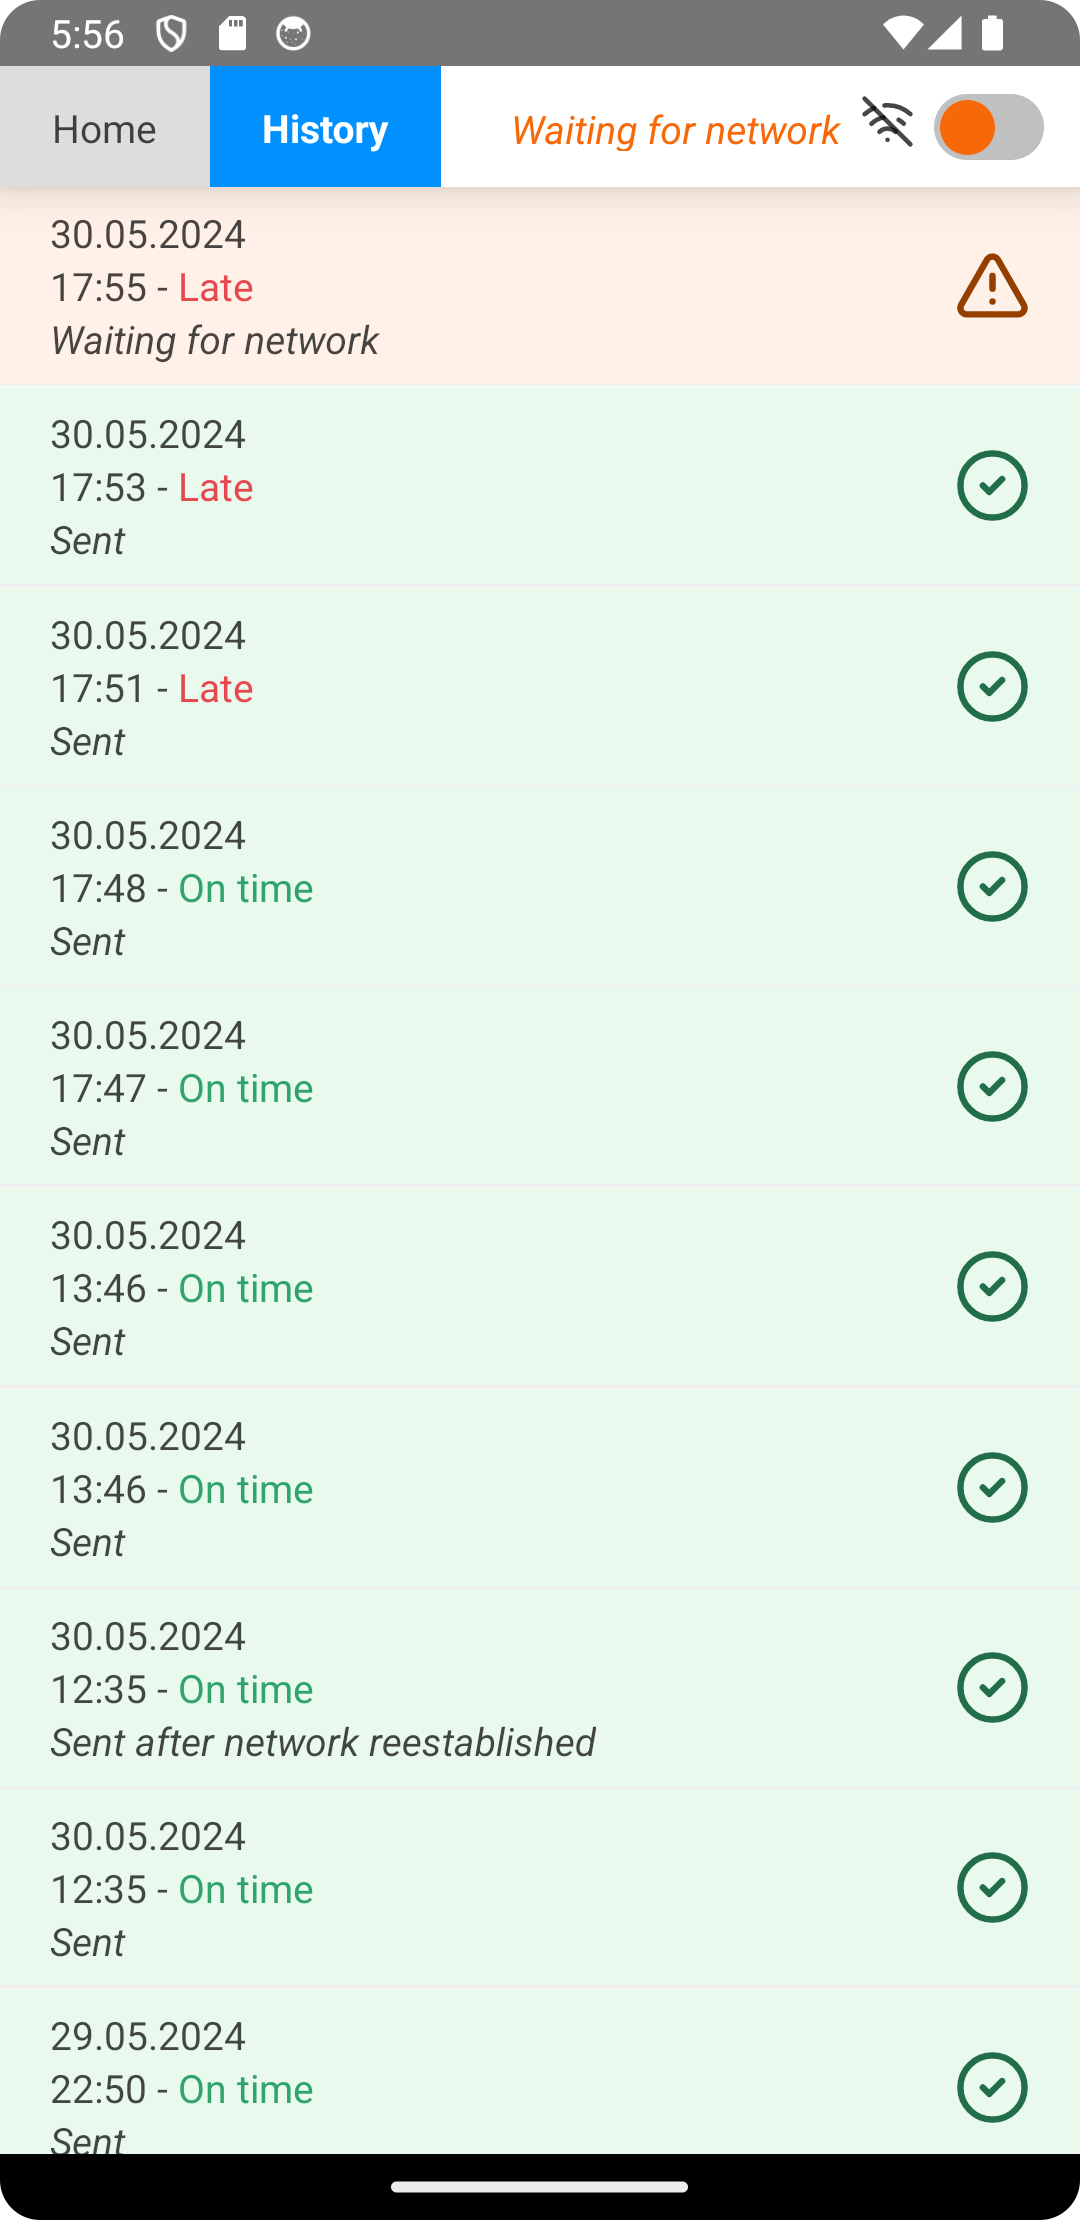 5:56
Home
History
Waiting for network
30.05.2024
17:55 - Late
Waiting for network
30.05.2024
17:53 - Late
Sent
30.05.2024
17:51 - Late
Sent
30.05.2024
17:48 - On time
Sent
30.05.2024
17:47 - On time
Sent
30.05.2024
13:46 - On time
Sent
30.05.2024
13:46 - On time
Sent
30.05.2024
12:35 - On time
Sent after network reestablished
30.05.2024
12:35 - On time
Sent
29.05.2024
22:50 - On time
Sent